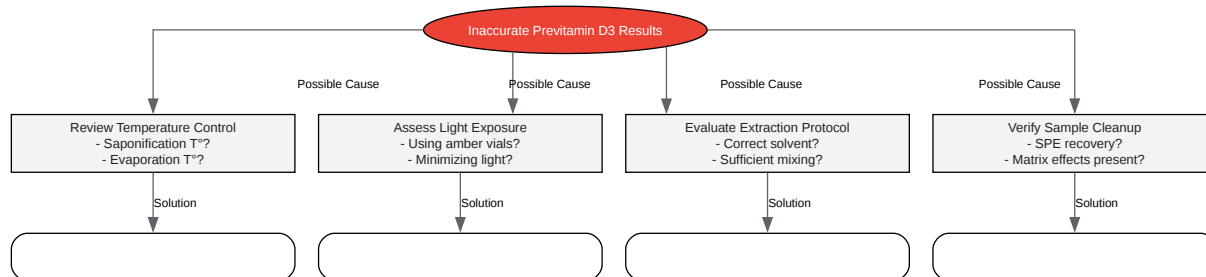 Inaccurate Previtamin D3 Results
Possible Cause
Possible Cause
Possible Cause
Possible Cause
Review Temperature Control
- Saponification T°?
- Evaporation T°?
Assess Light Exposure
- Using amber vials?
- Minimizing light?
Evaluate Extraction Protocol
- Correct solvent?
- Sufficient mixing?
Verify Sample Cleanup
- SPE recovery?
- Matrix effects present?
Solution
Solution
Solution
Solution